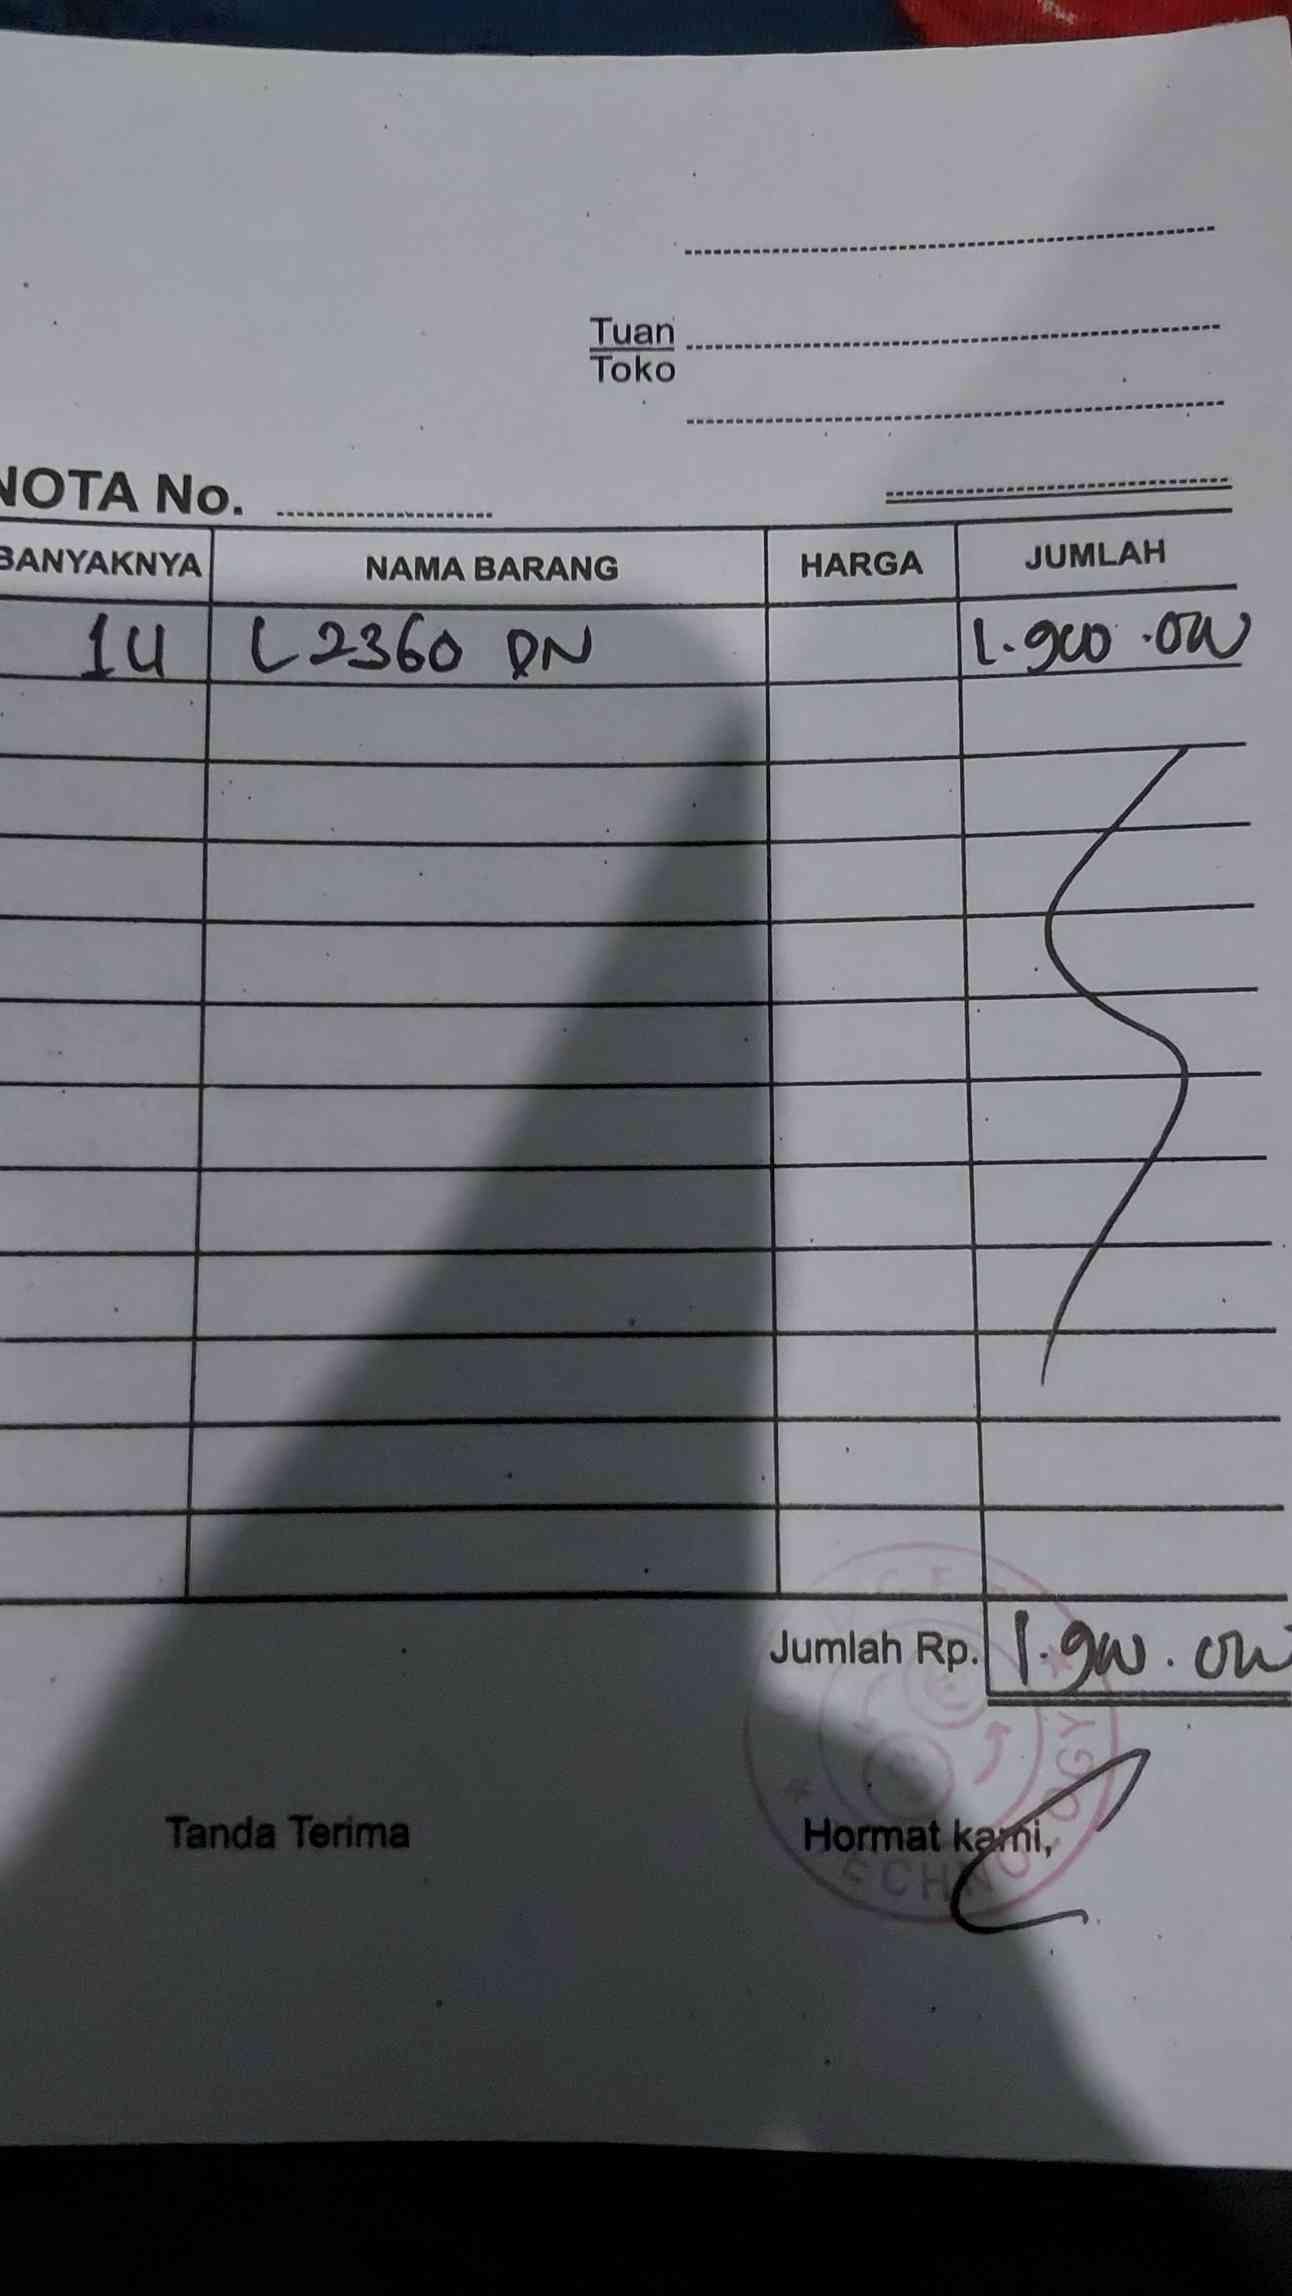 Tuan
Toko
NOTA No.
BANYAKNYA NAMA BARANG HARGA JUMLAH
1U L2360 DN 1.900.000
Jumlah Rp. 1.900.000
Tanda Terima Hormat kami,